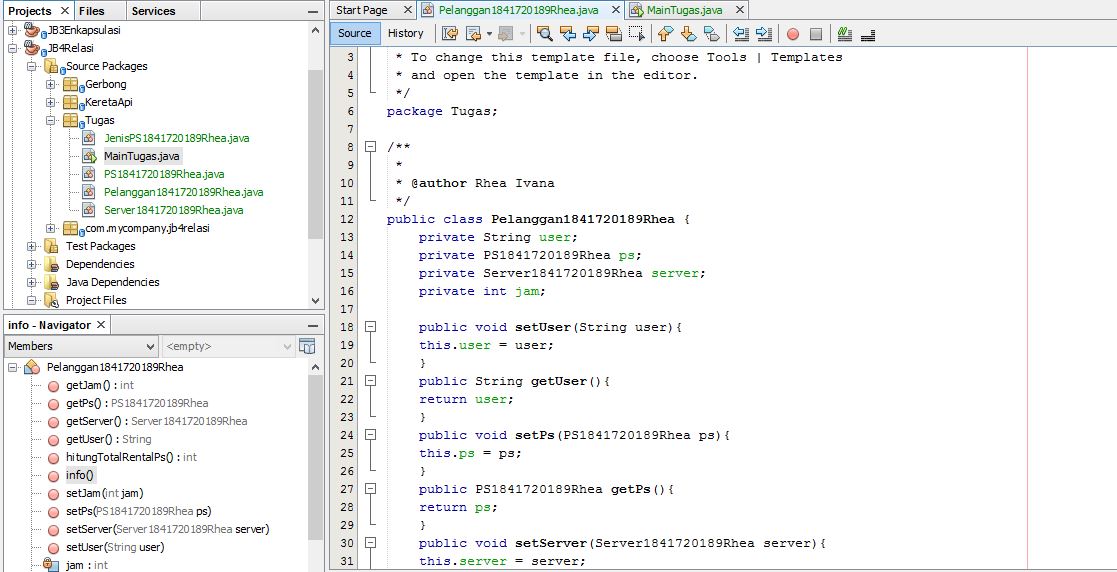 Projects
Files
Services
JB3Enkapsulasi
JB4Relasi
Source Packages
Gerbong
KeretaApi
Tugas
JenisPS1841720189Rhea.java
MainTugas.java
PS1841720189Rhea.java
Pelanggan1841720189Rhea.java
Server1841720189Rhea.java
com.mycompany.jb4relasi
Test Packages
Dependencies
Java Dependencies
Project Files
info - Navigator
Members
<empty>
Pelanggan1841720189Rhea
getJam() : int
getPs() : PS1841720189Rhea
getServer() : Server1841720189Rhea
getUser() : String
hitungTotalRentalPs() : int
info()
setJam(int jam)
setPs(PS1841720189Rhea ps)
setServer(Server1841720189Rhea server)
setUser(String user)
jam : int
Start Page
Pelanggan1841720189Rhea.java
MainTugas.java
Source
History
3 * To change this template file, choose Tools | Templates
4 * and open the template in the editor.
5 */
6 package Tugas;
7
8 /**
9 *
10 * @author Rhea Ivana
11 */
12 public class Pelanggan1841720189Rhea {
13 private String user;
14 private PS1841720189Rhea ps;
15 private Server1841720189Rhea server;
16 private int jam;
17
18 public void setUser(String user){
19 this.user = user;
20 }
21 public String getUser(){
22 return user;
23 }
24 public void setPs(PS1841720189Rhea ps){
25 this.ps = ps;
26 }
27 public PS1841720189Rhea getPs(){
28 return ps;
29 }
30 public void setServer(Server1841720189Rhea server){
31 this.server = server;